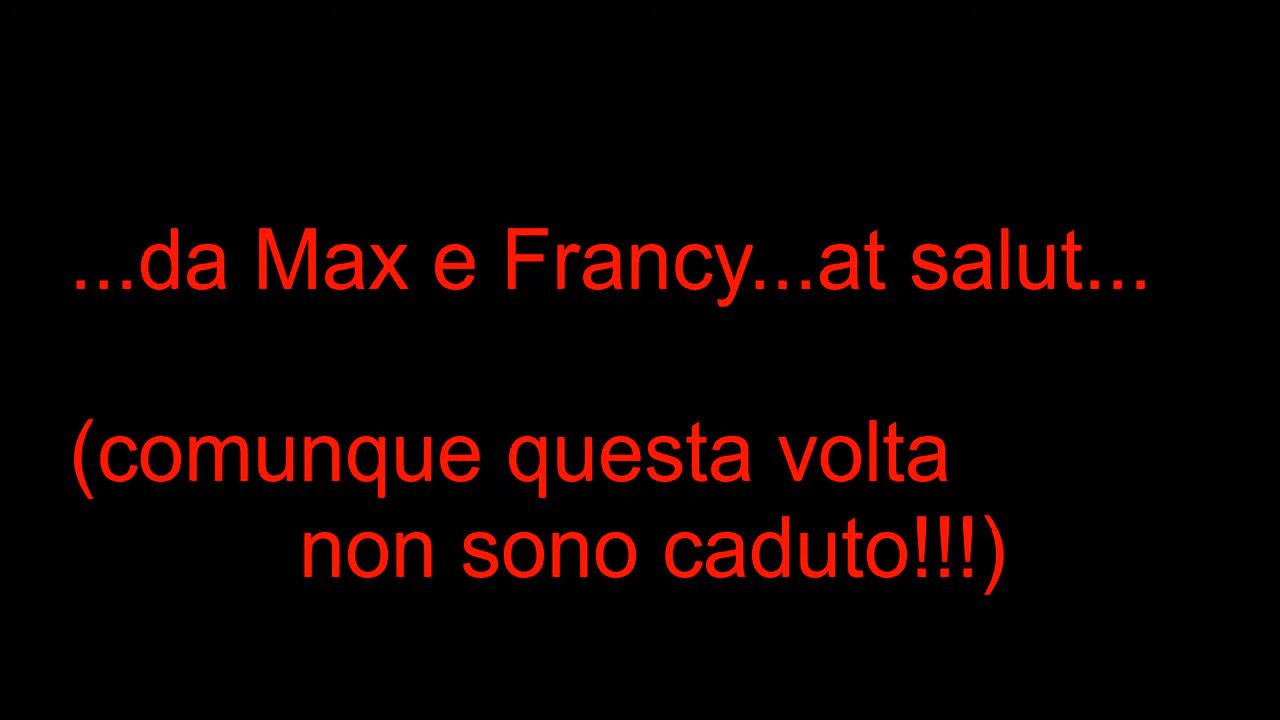 ...da Max e Francy...at salut...
(comunque questa volta
non sono caduto!!!)